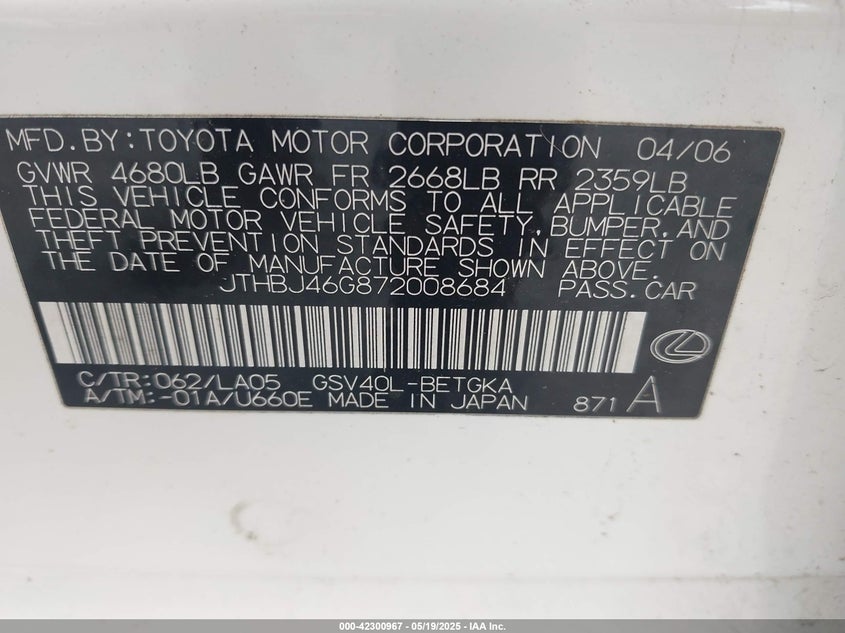 MFD.BY:TOYOTA MOTOR CORPORATION 04/06
GVWR 4680LB GAWR FR 2668LB RR 2359LB
THIS VEHICLE CONFORMS TO ALL APPLICABLE
FEDERAL MOTOR VEHICLE SAFETY,BUMPER,AND
THEFT PREVENTION STANDARDS IN EFFECT ON
THE DATE OF MANUFACTURE SHOWN ABOVE.
JTHBJ46G872008684 PASS.CAR
C/TR:062/LA05 GSV40L-BETGKA
A/TM:-01A/U660E MADE IN JAPAN 871 A
000-42300967 - 05/19/2025 - IAA Inc.